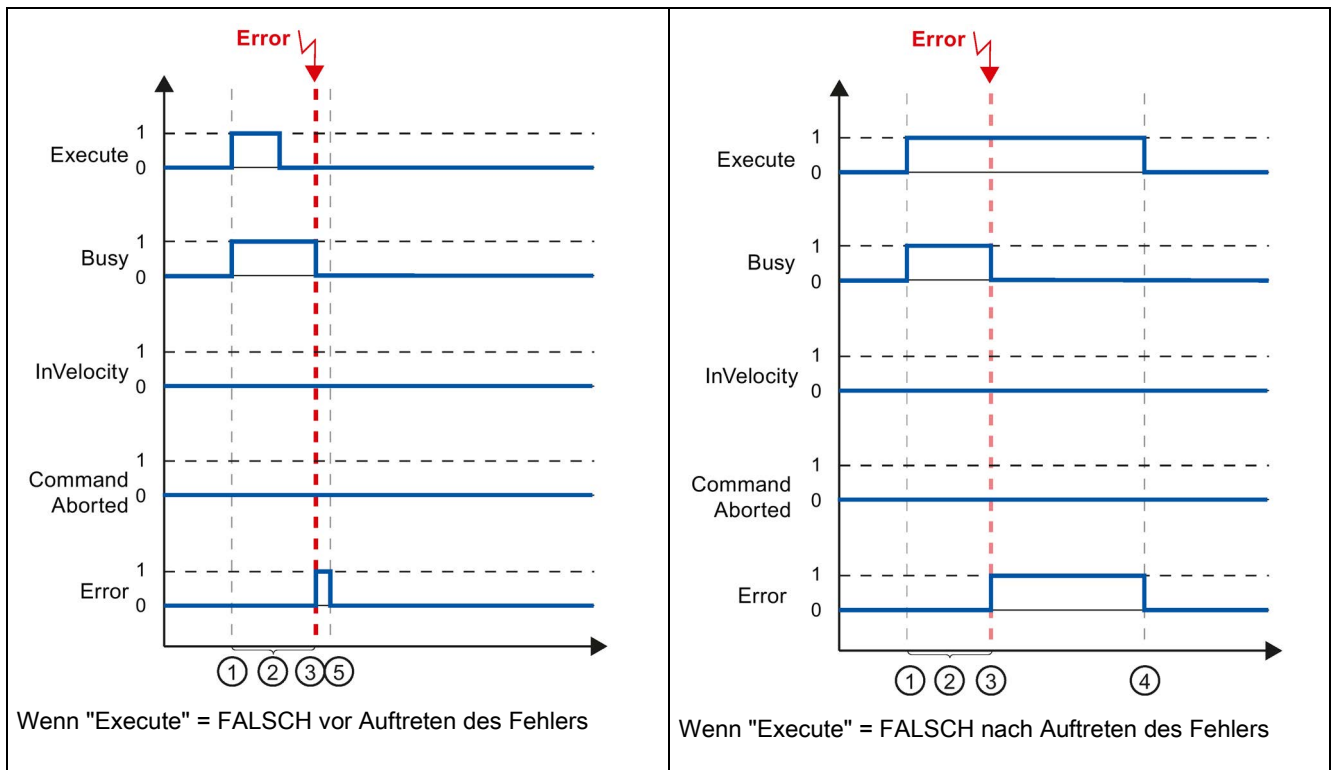 Error
1
Execute
0
1
Busy
0
1
InVelocity
0
1
Command
Aborted
0
1
Error
0
① ② ③ ⑤
Wenn "Execute" = FALSCH vor Auftreten des Fehlers
Error
1
Execute
0
1
Busy
0
1
InVelocity
0
1
Command
Aborted
0
1
Error
0
① ② ③ ④
Wenn "Execute" = FALSCH nach Auftreten des Fehlers